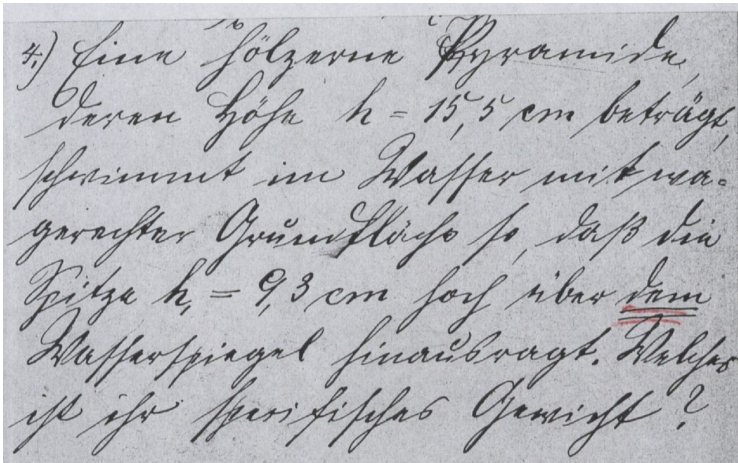 4.) Eine hölzerne Pyramide,
deren Höhe h = 15,5 cm beträgt,
schwimmt im Wasser mit wa-
gerechter Grundfläche so, daß die
Spitze h, = 9,3 cm hoch über dem
Wasserspiegel hinausragt. Welches
ist ihr spezifisches Gewicht?